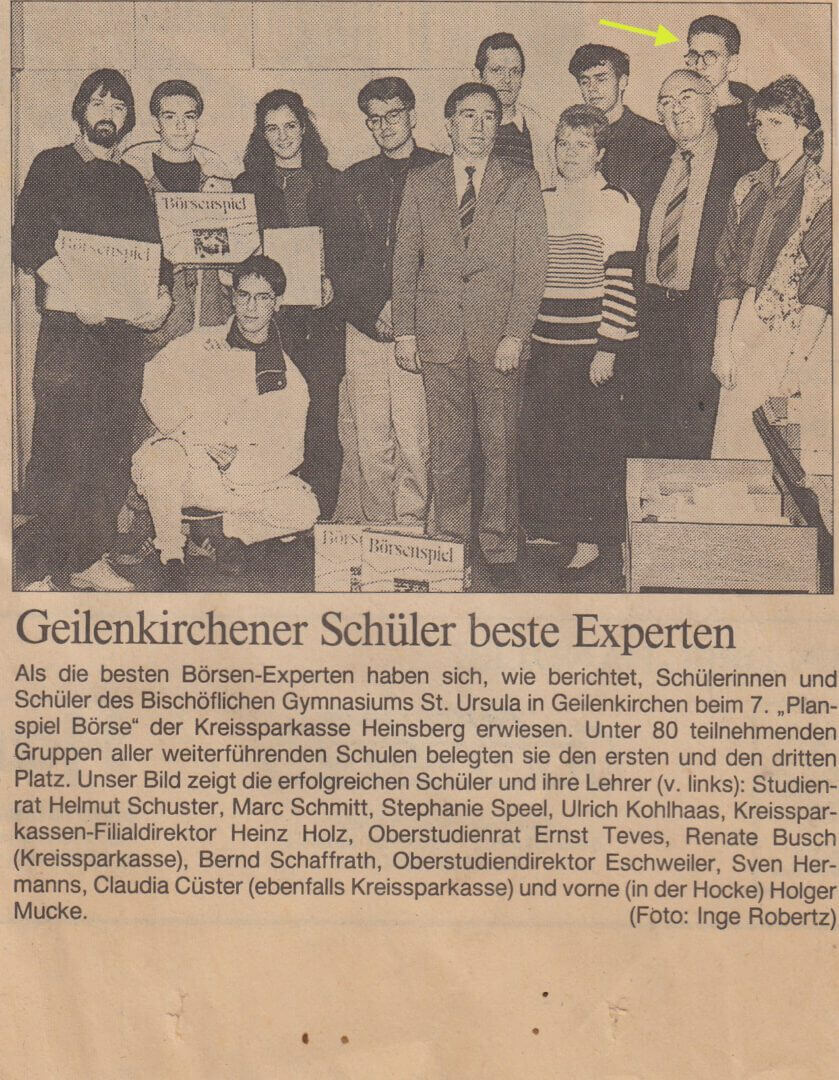 Börsenspiel
Börsenspiel
Börs
Börsenspiel
Geilenkirchener Schüler beste Experten
Als die besten Börsen-Experten haben sich, wie berichtet, Schülerinnen und
Schüler des Bischöflichen Gymnasiums St. Ursula in Geilenkirchen beim 7. „Plan-
spiel Börse“ der Kreissparkasse Heinsberg erwiesen. Unter 80 teilnehmenden
Gruppen aller weiterführenden Schulen belegten sie den ersten und den dritten
Platz. Unser Bild zeigt die erfolgreichen Schüler und ihre Lehrer (v. links): Studien-
rat Helmut Schuster, Marc Schmitt, Stephanie Speel, Ulrich Kohlhaas, Kreisspar-
kassen-Filialdirektor Heinz Holz, Oberstudienrat Ernst Teves, Renate Busch
(Kreissparkasse), Bernd Schaffrath, Oberstudiendirektor Eschweiler, Sven Her-
manns, Claudia Cüster (ebenfalls Kreissparkasse) und vorne (in der Hocke) Holger
Mucke. (Foto: Inge Robertz)